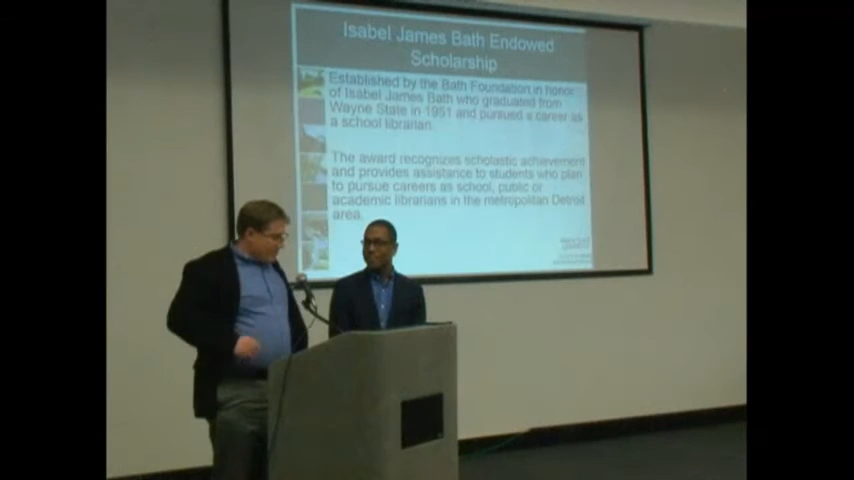 Isabel James Bath Endowed
Scholarship
Established by the Bath Foundation in honor
of Isabel James Bath who graduated from
Wayne State in 1951 and pursued a career as
a school librarian.
The award recognizes scholastic achievement
and provides assistance to students who plan
to pursue careers as school, public or
academic librarians in the metropolitan Detroit
area.